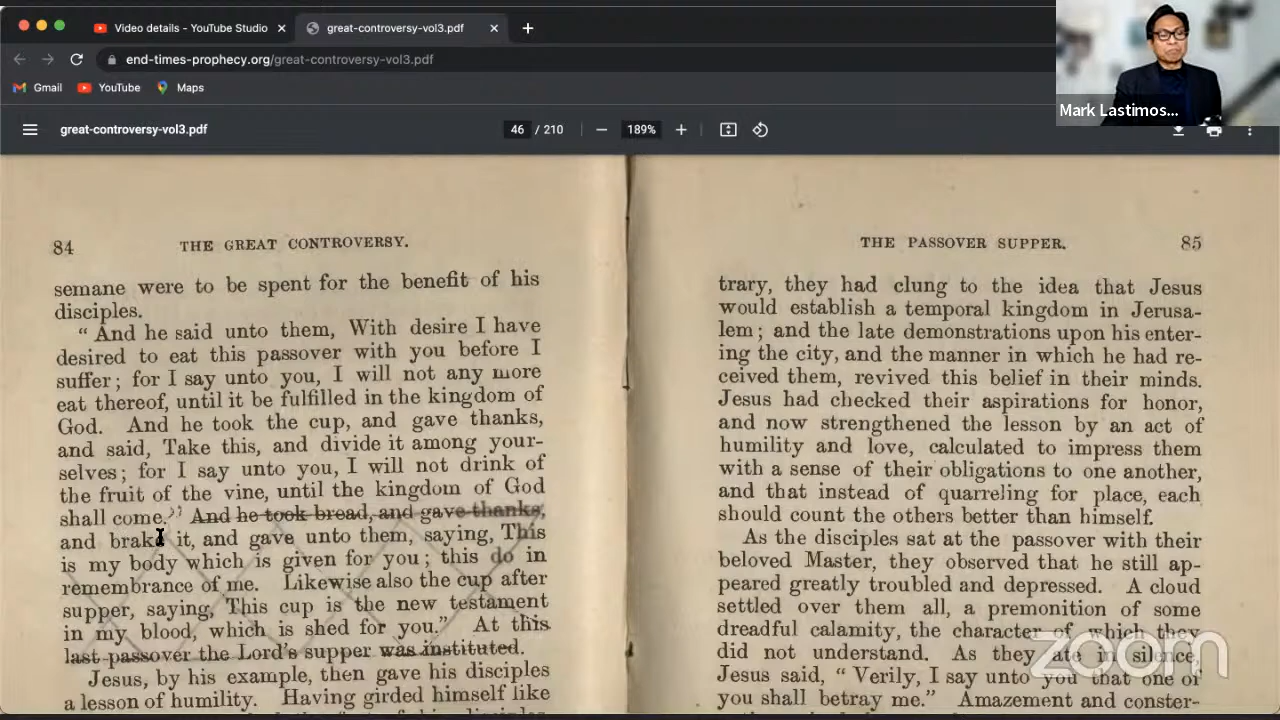 Video details - YouTube Studio
great-controversy-vol3.pdf
end-times-prophecy.org/great-controversy-vol3.pdf
Gmail
YouTube
Maps
Mark Lastimos...
great-controversy-vol3.pdf
46 / 210
189%
84
THE GREAT CONTROVERSY.
semane were to be spent for the benefit of his
disciples.
“ And he said unto them, With desire I have
desired to eat this passover with you before I
suffer; for I say unto you, I will not any more
eat thereof, until it be fulfilled in the kingdom of
God. And he took the cup, and gave thanks,
and said, Take this, and divide it among your-
selves; for I say unto you, I will not drink of
the fruit of the vine, until the kingdom of God
shall come.” And he took bread, and gave thanks,
and brake it, and gave unto them, saying, This
is my body which is given for you; this do in
remembrance of me. Likewise also the cup after
supper, saying, This cup is the new testament
in my blood, which is shed for you.” At this
last passover the Lord's supper was instituted.
Jesus, by his example, then gave his disciples
a lesson of humility. Having girded himself like
THE PASSOVER SUPPER.
85
trary, they had clung to the idea that Jesus
would establish a temporal kingdom in Jerusa-
lem; and the late demonstrations upon his enter-
ing the city, and the manner in which he had re-
ceived them, revived this belief in their minds.
Jesus had checked their aspirations for honor,
and now strengthened the lesson by an act of
humility and love, calculated to impress them
with a sense of their obligations to one another,
and that instead of quarreling for place, each
should count the others better than himself.
As the disciples sat at the passover with their
beloved Master, they observed that he still ap-
peared greatly troubled and depressed. A cloud
settled over them all, a premonition of some
dreadful calamity, the character of which they
did not understand. As they ate in silence,
Jesus said, “ Verily, I say unto you that one of
you shall betray me.” Amazement and conster-
zoom